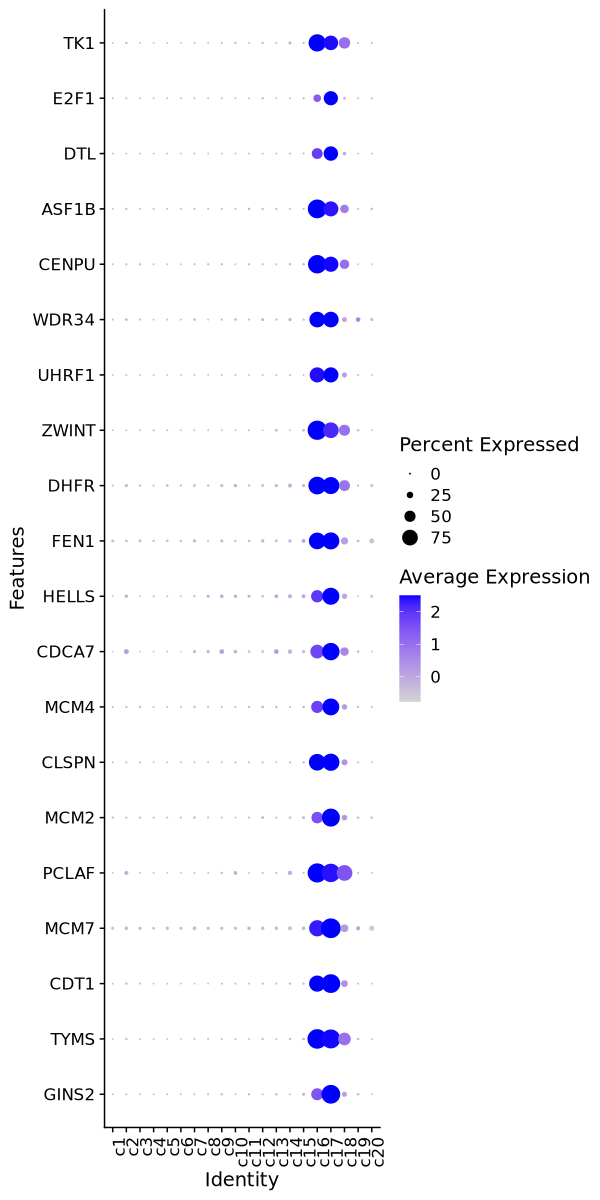 TK1
E2F1
DTL
ASF1B
CENPU
WDR34
UHRF1
ZWINT
DHFR
FEN1
HELLS
CDCA7
MCM4
CLSPN
MCM2
PCLAF
MCM7
CDT1
TYMS
GINS2
Features
c1
c2
c3
c4
c5
c6
c7
c8
c9
c10
c11
c12
c13
c14
c15
c16
c17
c18
c19
c20
Identity
Percent Expressed
0
25
50
75
Average Expression
2
1
0